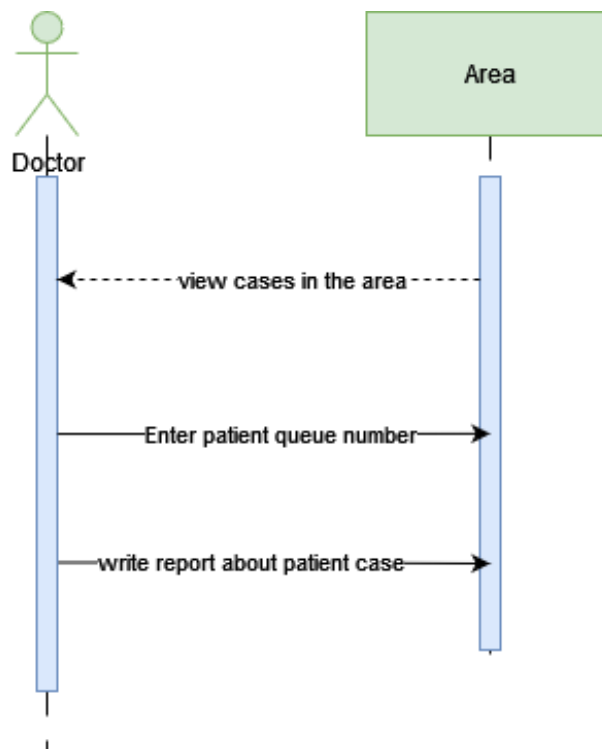 Area
Doctor
view cases in the area
Enter patient queue number
write report about patient case